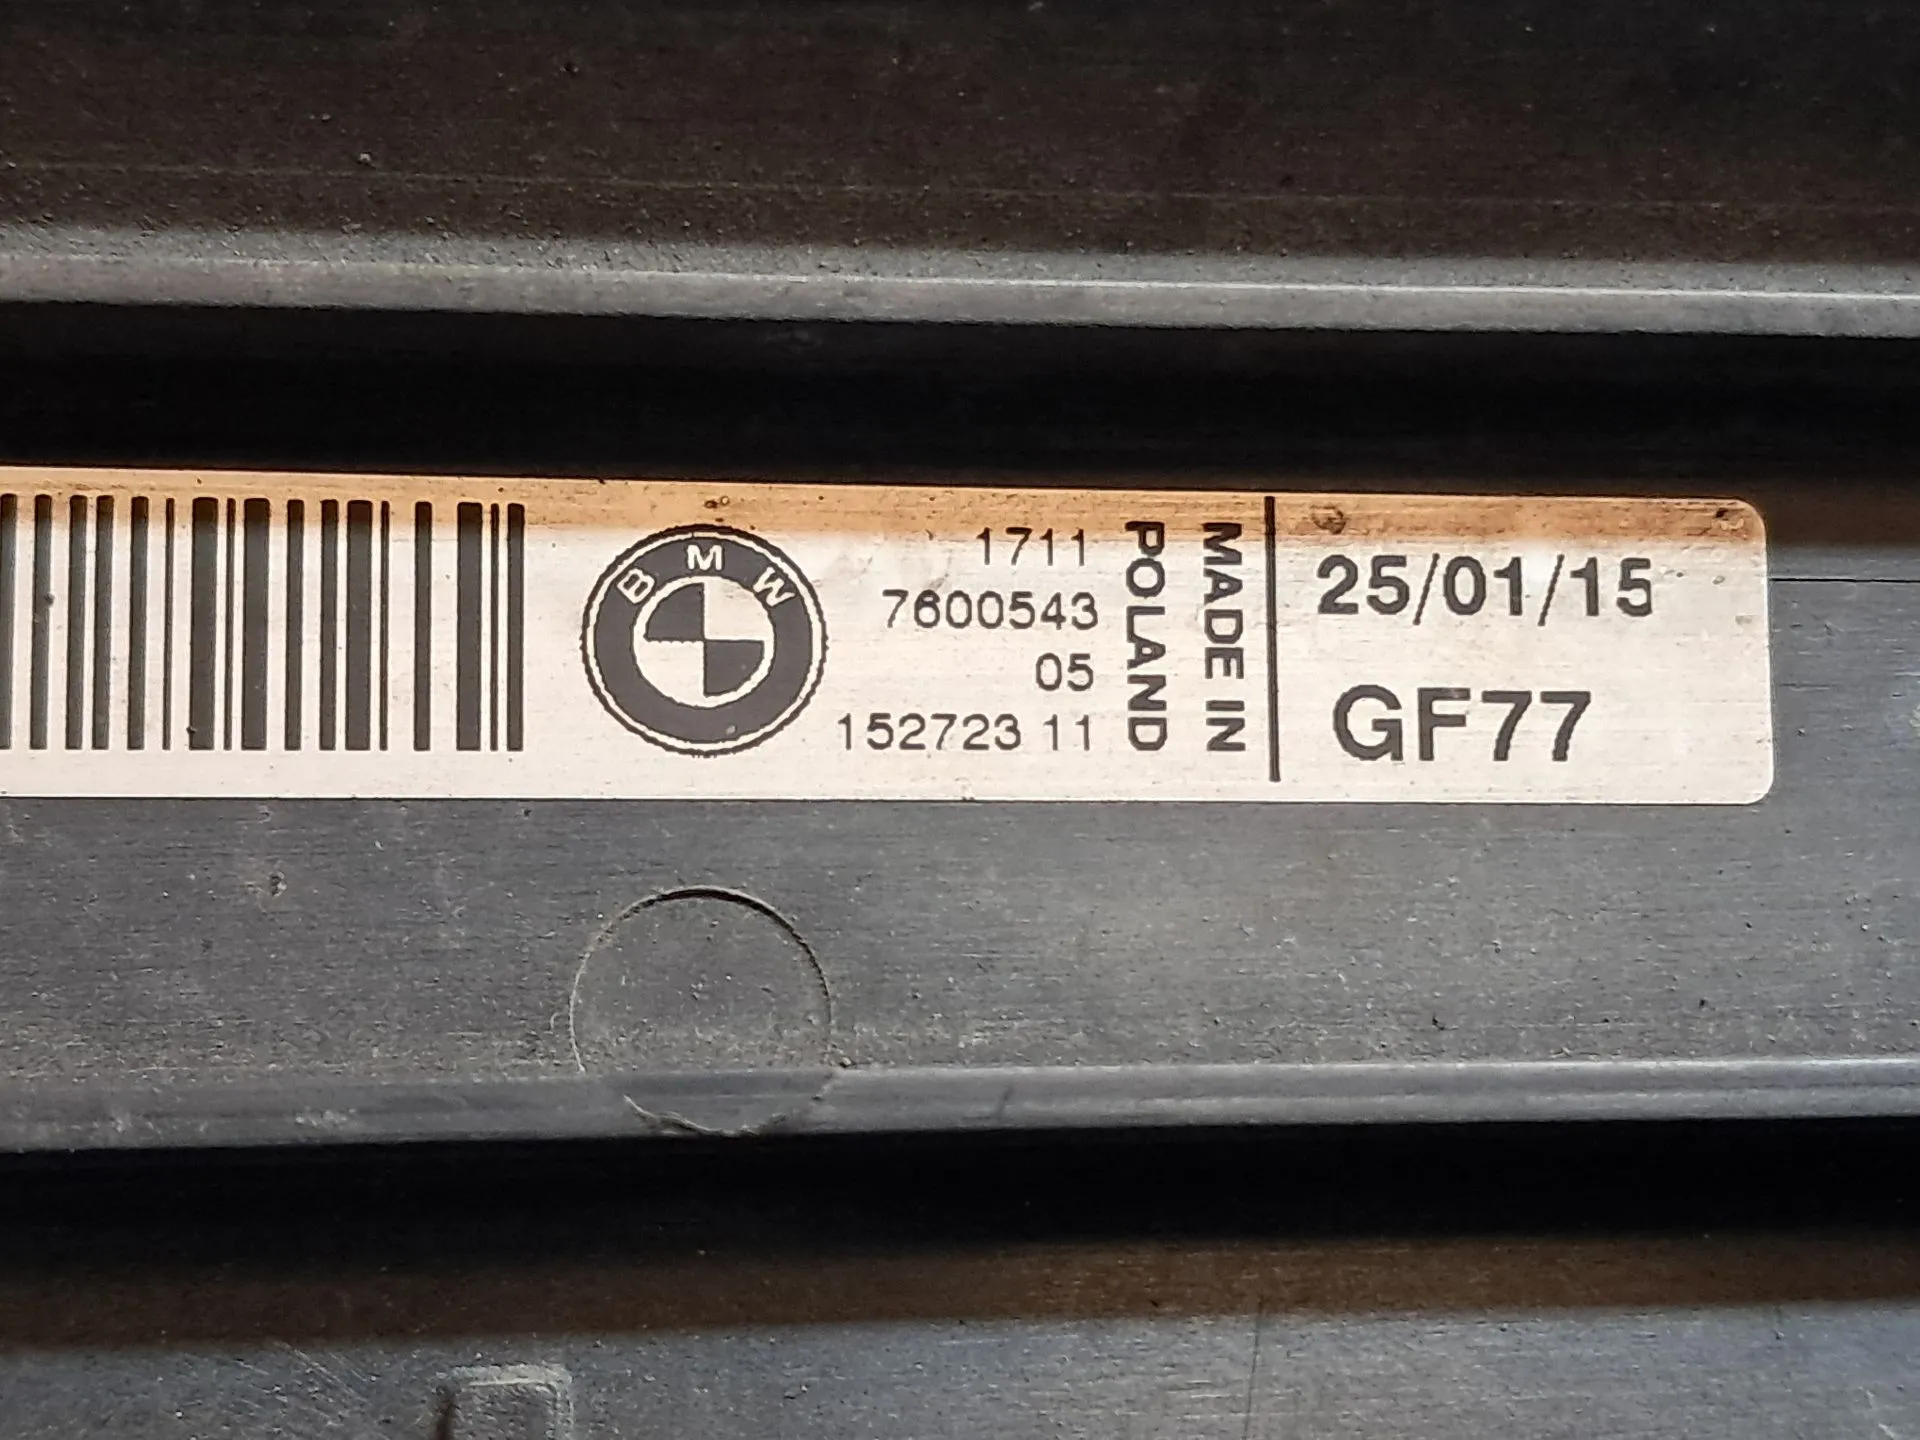 BMW
1711
7600543
05
152723 11
MADE IN
POLAND
25/01/15
GF77